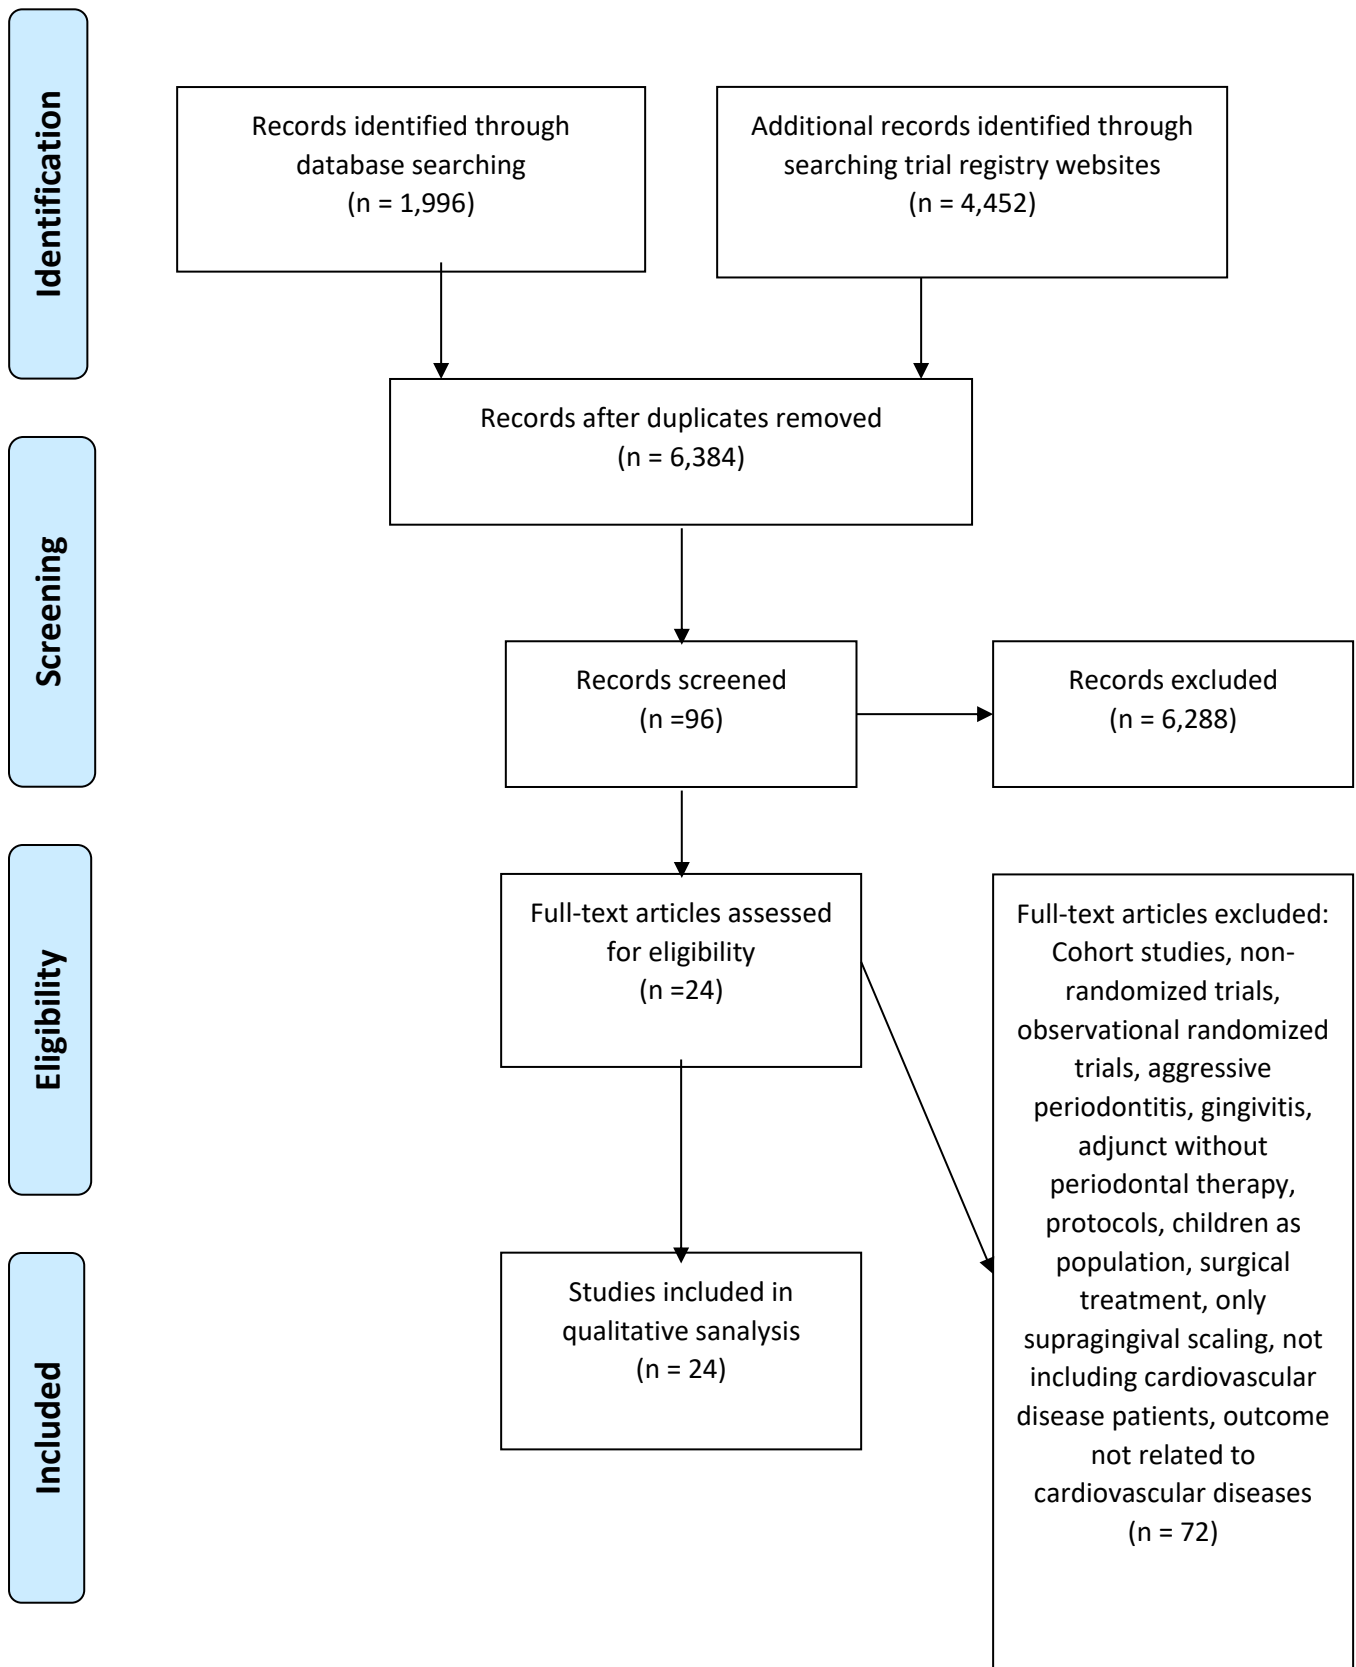 Identification
Records identified through
database searching
(n = 1,996)
Additional records identified through
searching trial registry websites
(n = 4,452)
Records after duplicates removed
(n = 6,384)
Screening
Records screened
(n =96)
Records excluded
(n = 6,288)
Eligibility
Full-text articles assessed
for eligibility
(n =24)
Full-text articles excluded:
Cohort studies, non-
randomized trials,
observational randomized
trials, aggressive
periodontitis, gingivitis,
adjunct without
periodontal therapy,
protocols, children as
population, surgical
treatment, only
supragingival scaling, not
including cardiovascular
disease patients, outcome
not related to
cardiovascular diseases
(n = 72)
Included
Studies included in
qualitative sanalysis
(n = 24)